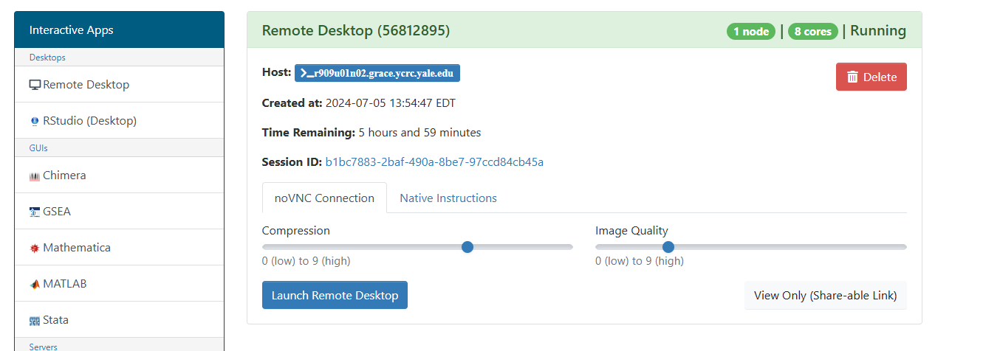 Interactive Apps
Desktops
Remote Desktop
RStudio (Desktop)
GUIs
Chimera
GSEA
Mathematica
MATLAB
Stata
Servers
Remote Desktop (56812895)
1 node | 8 cores | Running
Host: >_r909u01n02.grace.ycrc.yale.edu
Delete
Created at: 2024-07-05 13:54:47 EDT
Time Remaining: 5 hours and 59 minutes
Session ID: b1bc7883-2baf-490a-8be7-97ccd84cb45a
noVNC Connection
Native Instructions
Compression
0 (low) to 9 (high)
Image Quality
0 (low) to 9 (high)
Launch Remote Desktop
View Only (Share-able Link)